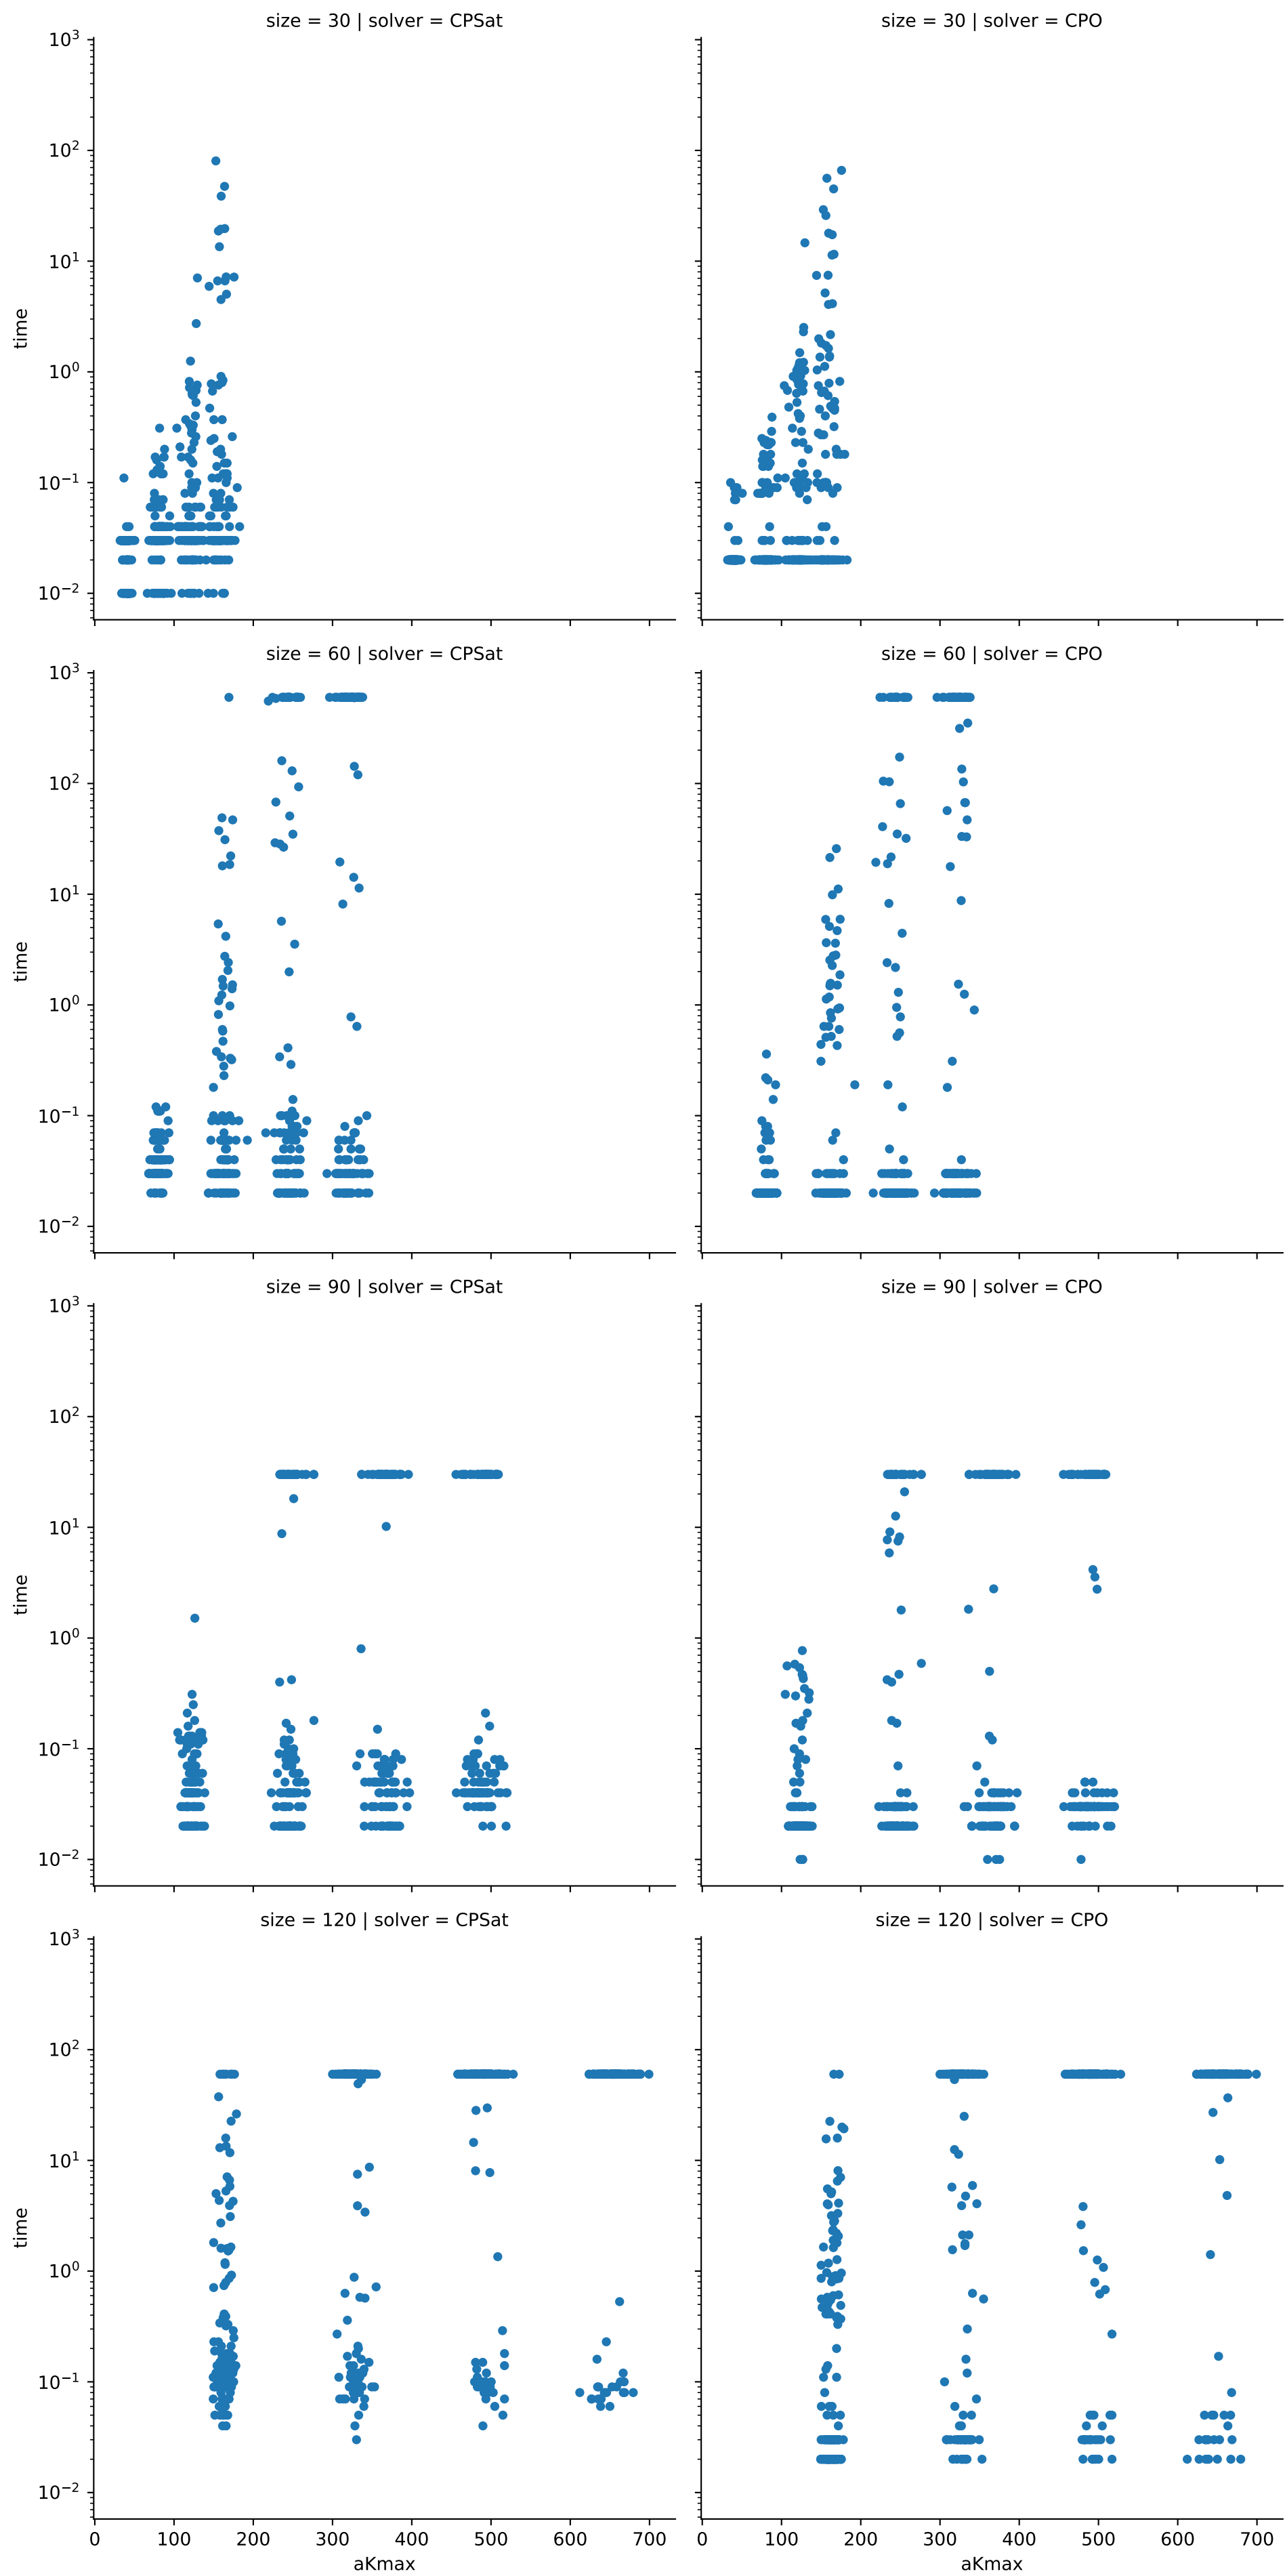 size = 30 | solver = CPSat
size = 30 | solver = CPO
10³
10²
10¹
10⁰
10⁻¹
10⁻²
time
size = 60 | solver = CPSat
size = 60 | solver = CPO
10³
10²
10¹
10⁰
10⁻¹
10⁻²
time
size = 90 | solver = CPSat
size = 90 | solver = CPO
10³
10²
10¹
10⁰
10⁻¹
10⁻²
time
size = 120 | solver = CPSat
size = 120 | solver = CPO
10³
10²
10¹
10⁰
10⁻¹
10⁻²
time
0 100 200 300 400 500 600 700
aKmax
0 100 200 300 400 500 600 700
aKmax